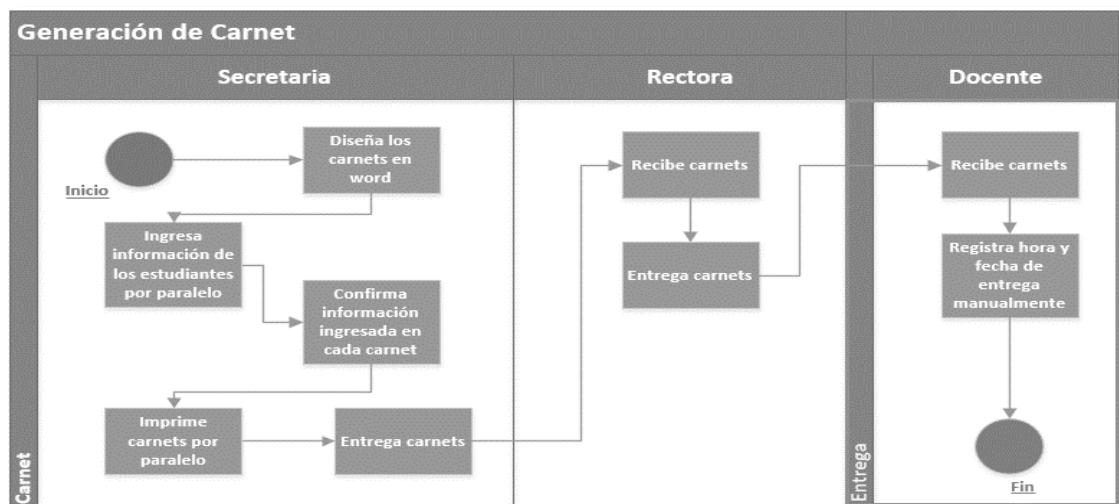 Generación de Carnet
Secretaria
Rectora
Docente
Carnet
Inicio
Diseña los
carnets en
word
Ingresa
información de
los estudiantes
por paralelo
Confirma
información
ingresada en
cada carnet
Imprime
carnets por
paralelo
Entrega carnets
Recibe carnets
Entrega carnets
Entrega
Recibe carnets
Registra hora y
fecha de
entrega
manualmente
Fin